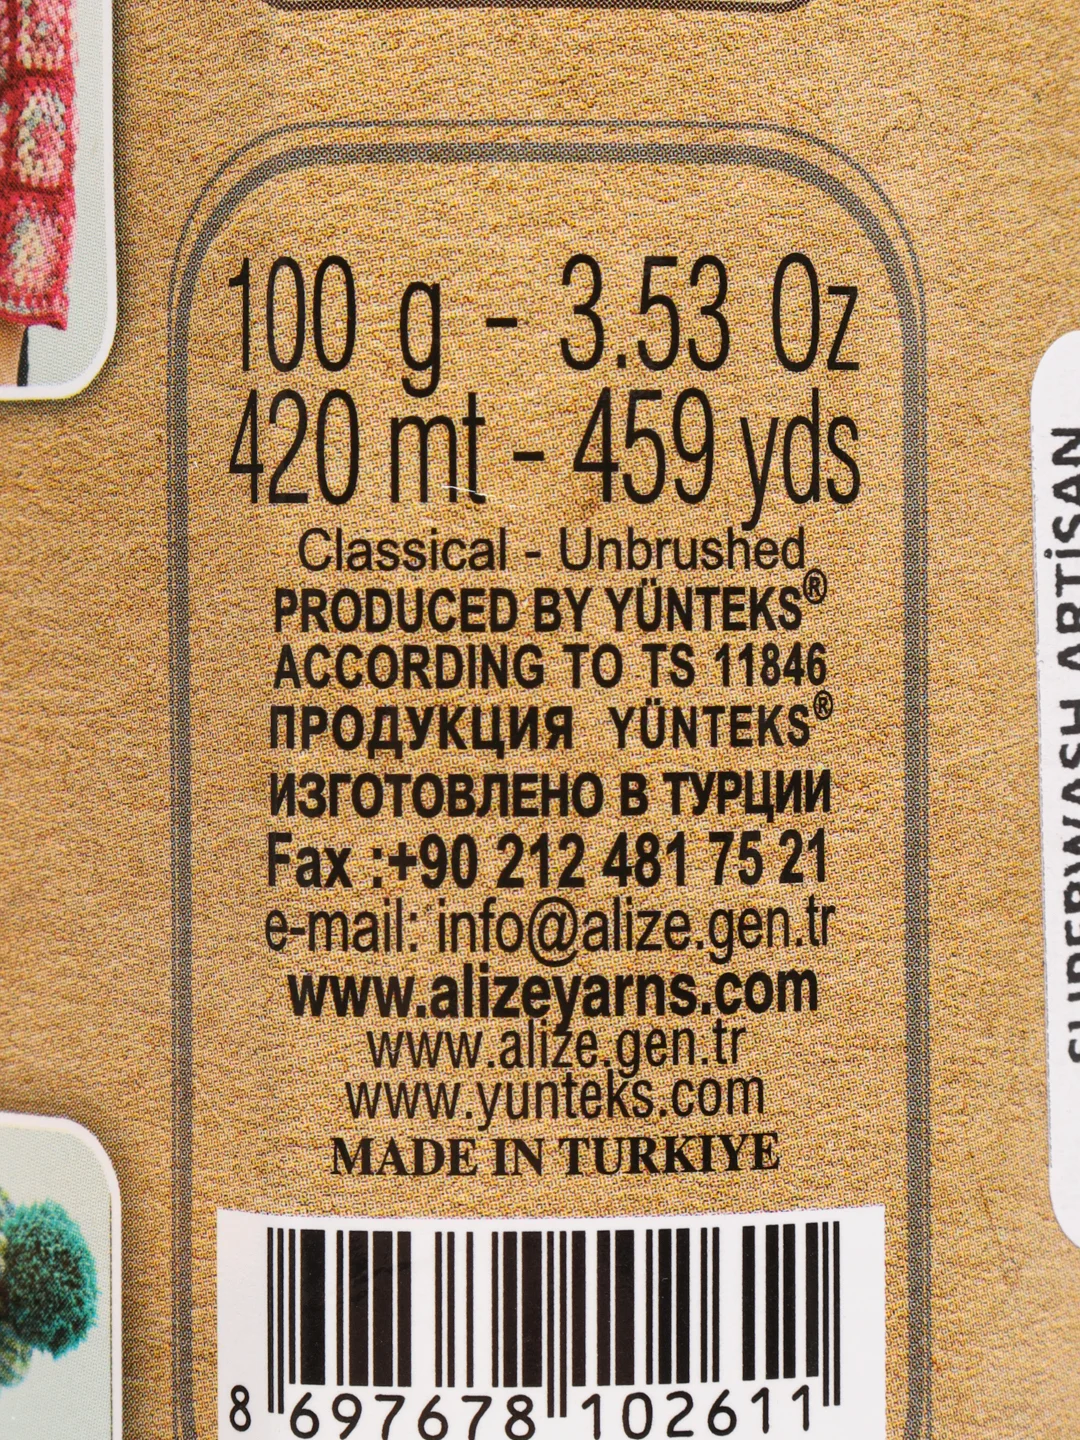 100 g - 3.53 Oz
420 mt - 459 yds
Classical - Unbrushed
PRODUCED BY YÜNTEKS®
ACCORDING TO TS 11846
ПРОДУКЦИЯ YÜNTEKS®
ИЗГОТОВЛЕНО В ТУРЦИИ
Fax :+90 212 481 75 21
e-mail: info@alize.gen.tr
www.alizeyarns.com
www.alize.gen.tr
www.yunteks.com
MADE IN TURKIYE
8 697678 102611
SUPERWASH ARTİSAN